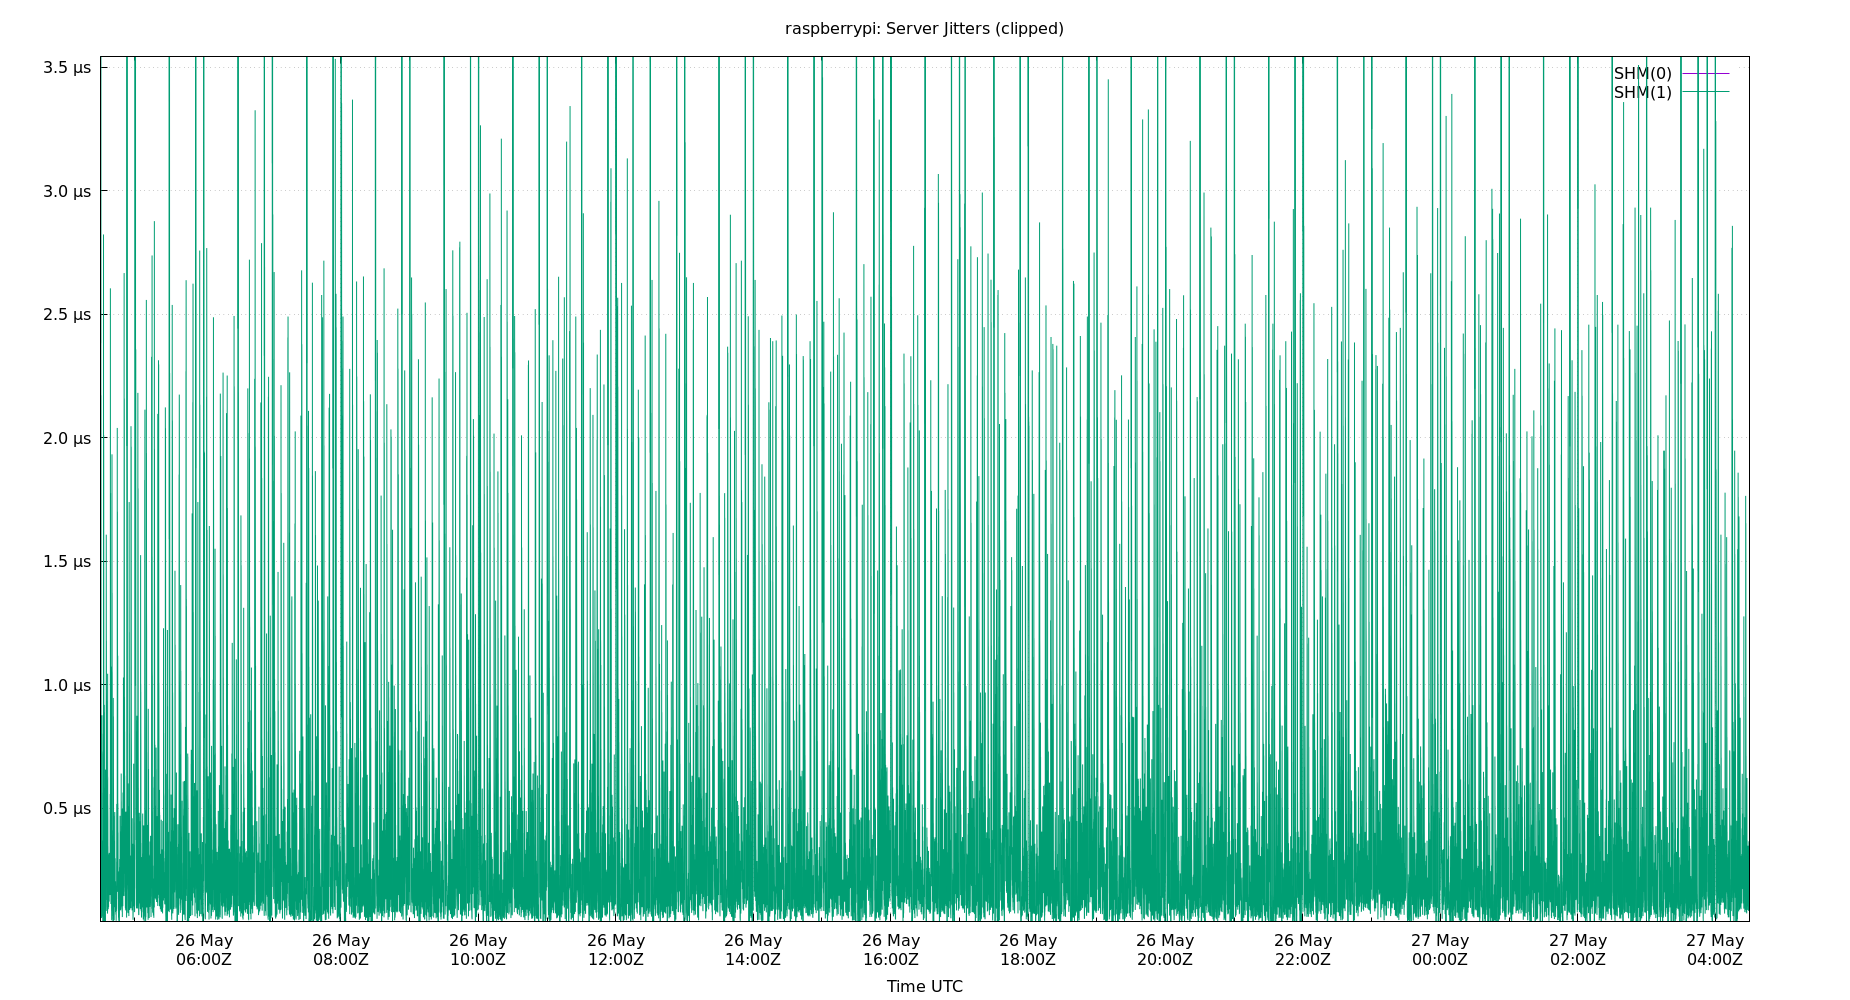 raspberrypi: Server Jitters (clipped)
3.5 µs
SHM(0)
SHM(1)
3.0 µs
2.5 µs
2.0 µs
1.5 µs
1.0 µs
0.5 µs
26 May 26 May 26 May 26 May 26 May 26 May 26 May 26 May 26 May 27 May 27 May 27 May
06:00Z 08:00Z 10:00Z 12:00Z 14:00Z 16:00Z 18:00Z 20:00Z 22:00Z 00:00Z 02:00Z 04:00Z
Time UTC